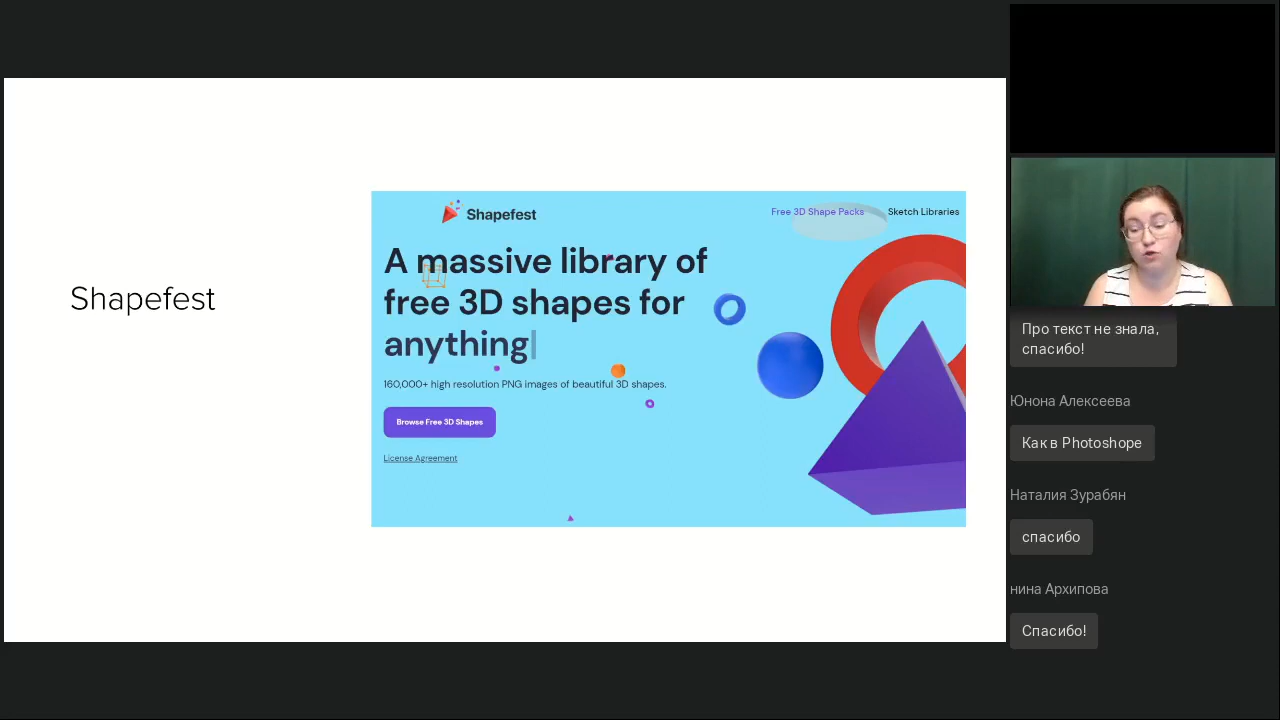 Shapefest
Shapefest
Free 3D Shape Packs
Sketch Libraries
A massive library of
free 3D shapes for
anything
160,000+ high resolution PNG images of beautiful 3D shapes.
Browse Free 3D Shapes
License Agreement
Про текст не знала,
спасибо!
Юнона Алексеева
Как в Photoshope
Наталия Зурабян
спасибо
нина Архипова
Спасибо!